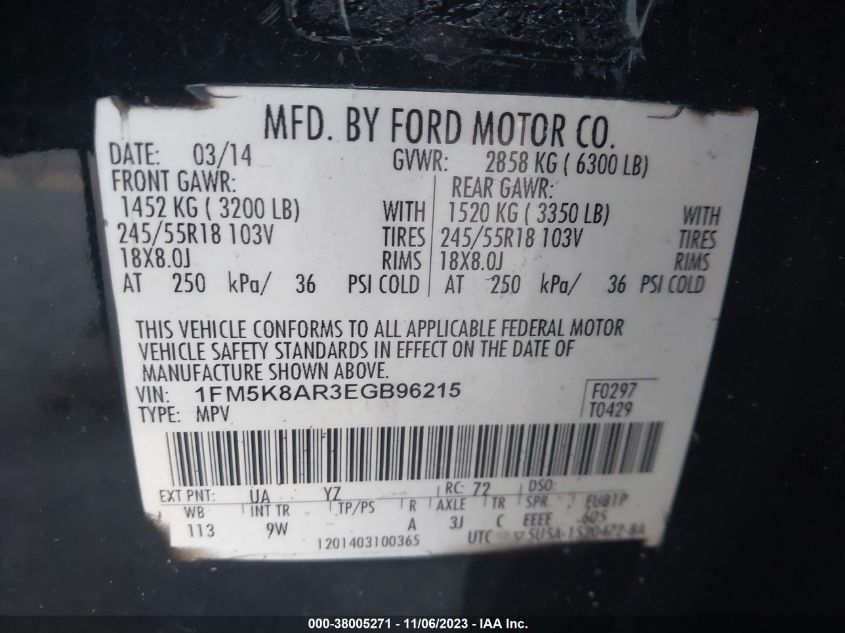 MFD. BY FORD MOTOR CO.
DATE: 03/14 GVWR: 2858 KG ( 6300 LB)
FRONT GAWR: REAR GAWR:
1452 KG ( 3200 LB) WITH 1520 KG ( 3350 LB) WITH
245/55R18 103V TIRES 245/55R18 103V TIRES
18X8.0J RIMS 18X8.0J RIMS
AT 250 kPa/ 36 PSI COLD AT 250 kPa/ 36 PSI COLD
THIS VEHICLE CONFORMS TO ALL APPLICABLE FEDERAL MOTOR
VEHICLE SAFETY STANDARDS IN EFFECT ON THE DATE OF
MANUFACTURE SHOWN ABOVE.
VIN: 1FM5K8AR3EGB96215 F0297
TYPE: MPV T0429
EXT PNT: UA YZ RC: 72 DSO:
WB INT TR TP/PS R AXLE TR SPR
113 9W A 3J C EEEE
1201403100365 UTC
000-38005271 - 11/06/2023 - IAA Inc.